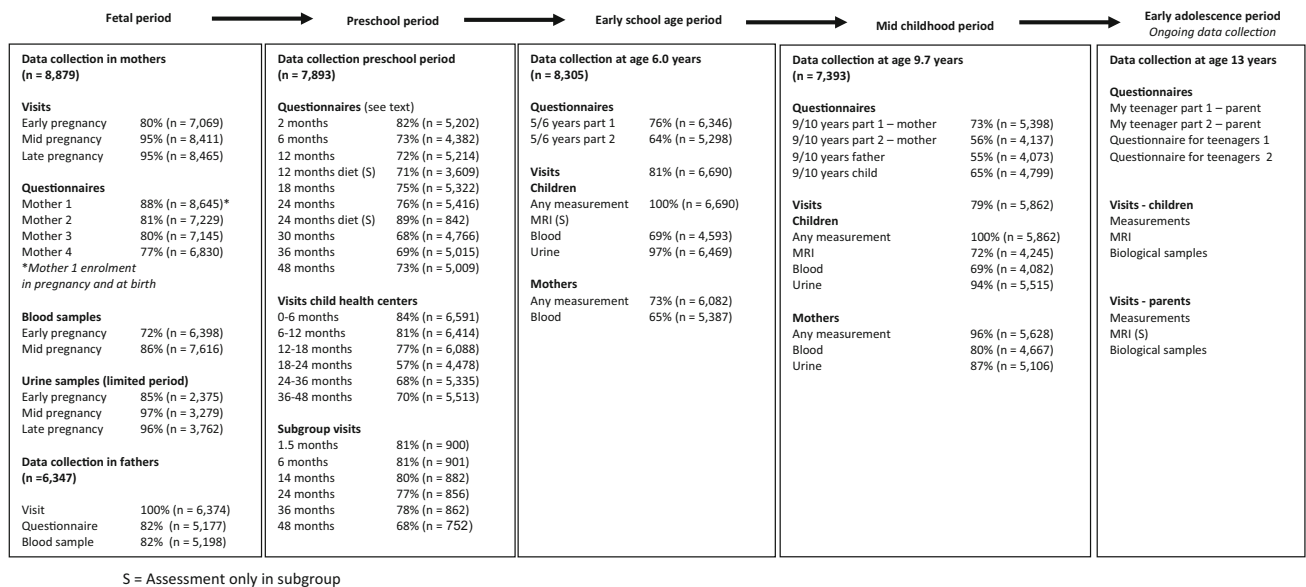 Fetal period
Preschool period
Early school age period
Mid childhood period
Early adolescence period
Ongoing data collection
Data collection in mothers
(n = 8,879)
Visits
Early pregnancy 80% (n = 7,069)
Mid pregnancy 95% (n = 8,411)
Late pregnancy 95% (n = 8,465)
Questionnaires
Mother 1 88% (n = 8,645)*
Mother 2 81% (n = 7,229)
Mother 3 80% (n = 7,145)
Mother 4 77% (n = 6,830)
*Mother 1 enrolment
in pregnancy and at birth
Blood samples
Early pregnancy 72% (n = 6,398)
Mid pregnancy 86% (n = 7,616)
Urine samples (limited period)
Early pregnancy 85% (n = 2,375)
Mid pregnancy 97% (n = 3,279)
Late pregnancy 96% (n = 3,762)
Data collection in fathers
(n =6,347)
Visit 100% (n = 6,374)
Questionnaire 82% (n = 5,177)
Blood sample 82% (n = 5,198)
Data collection preschool period
(n = 7,893)
Questionnaires (see text)
2 months 82% (n = 5,202)
6 months 73% (n = 4,382)
12 months 72% (n = 5,214)
12 months diet (S) 71% (n = 3,609)
18 months 75% (n = 5,322)
24 months 76% (n = 5,416)
24 months diet (S) 89% (n = 842)
30 months 68% (n = 4,766)
36 months 69% (n = 5,015)
48 months 73% (n = 5,009)
Visits child health centers
0-6 months 84% (n = 6,591)
6-12 months 81% (n = 6,414)
12-18 months 77% (n = 6,088)
18-24 months 57% (n = 4,478)
24-36 months 68% (n = 5,335)
36-48 months 70% (n = 5,513)
Subgroup visits
1.5 months 81% (n = 900)
6 months 81% (n = 901)
14 months 80% (n = 882)
24 months 77% (n = 856)
36 months 78% (n = 862)
48 months 68% (n = 752)
Data collection at age 6.0 years
(n = 8,305)
Questionnaires
5/6 years part 1 76% (n = 6,346)
5/6 years part 2 64% (n = 5,298)
Visits 81% (n = 6,690)
Children
Any measurement 100% (n = 6,690)
MRI (S)
Blood 69% (n = 4,593)
Urine 97% (n = 6,469)
Mothers
Any measurement 73% (n = 6,082)
Blood 65% (n = 5,387)
Data collection at age 9.7 years
(n = 7,393)
Questionnaires
9/10 years part 1 – mother 73% (n = 5,398)
9/10 years part 2 – mother 56% (n = 4,137)
9/10 years father 55% (n = 4,073)
9/10 years child 65% (n = 4,799)
Visits 79% (n = 5,862)
Children
Any measurement 100% (n = 5,862)
MRI 72% (n = 4,245)
Blood 69% (n = 4,082)
Urine 94% (n = 5,515)
Mothers
Any measurement 96% (n = 5,628)
Blood 80% (n = 4,667)
Urine 87% (n = 5,106)
Data collection at age 13 years
Questionnaires
My teenager part 1 – parent
My teenager part 2 – parent
Questionnaire for teenagers 1
Questionnaire for teenagers 2
Visits - children
Measurements
MRI
Biological samples
Visits - parents
Measurements
MRI (S)
Biological samples
S = Assessment only in subgroup